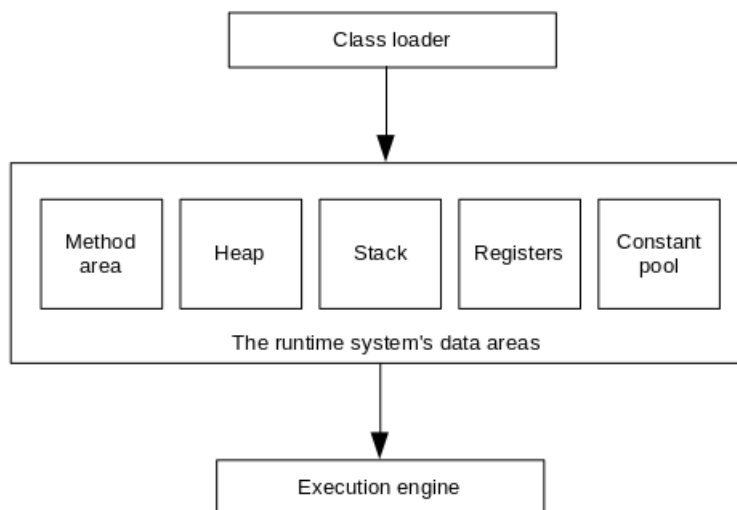 Class loader
Method
area
Heap
Stack
Registers
Constant
pool
The runtime system's data areas
Execution engine